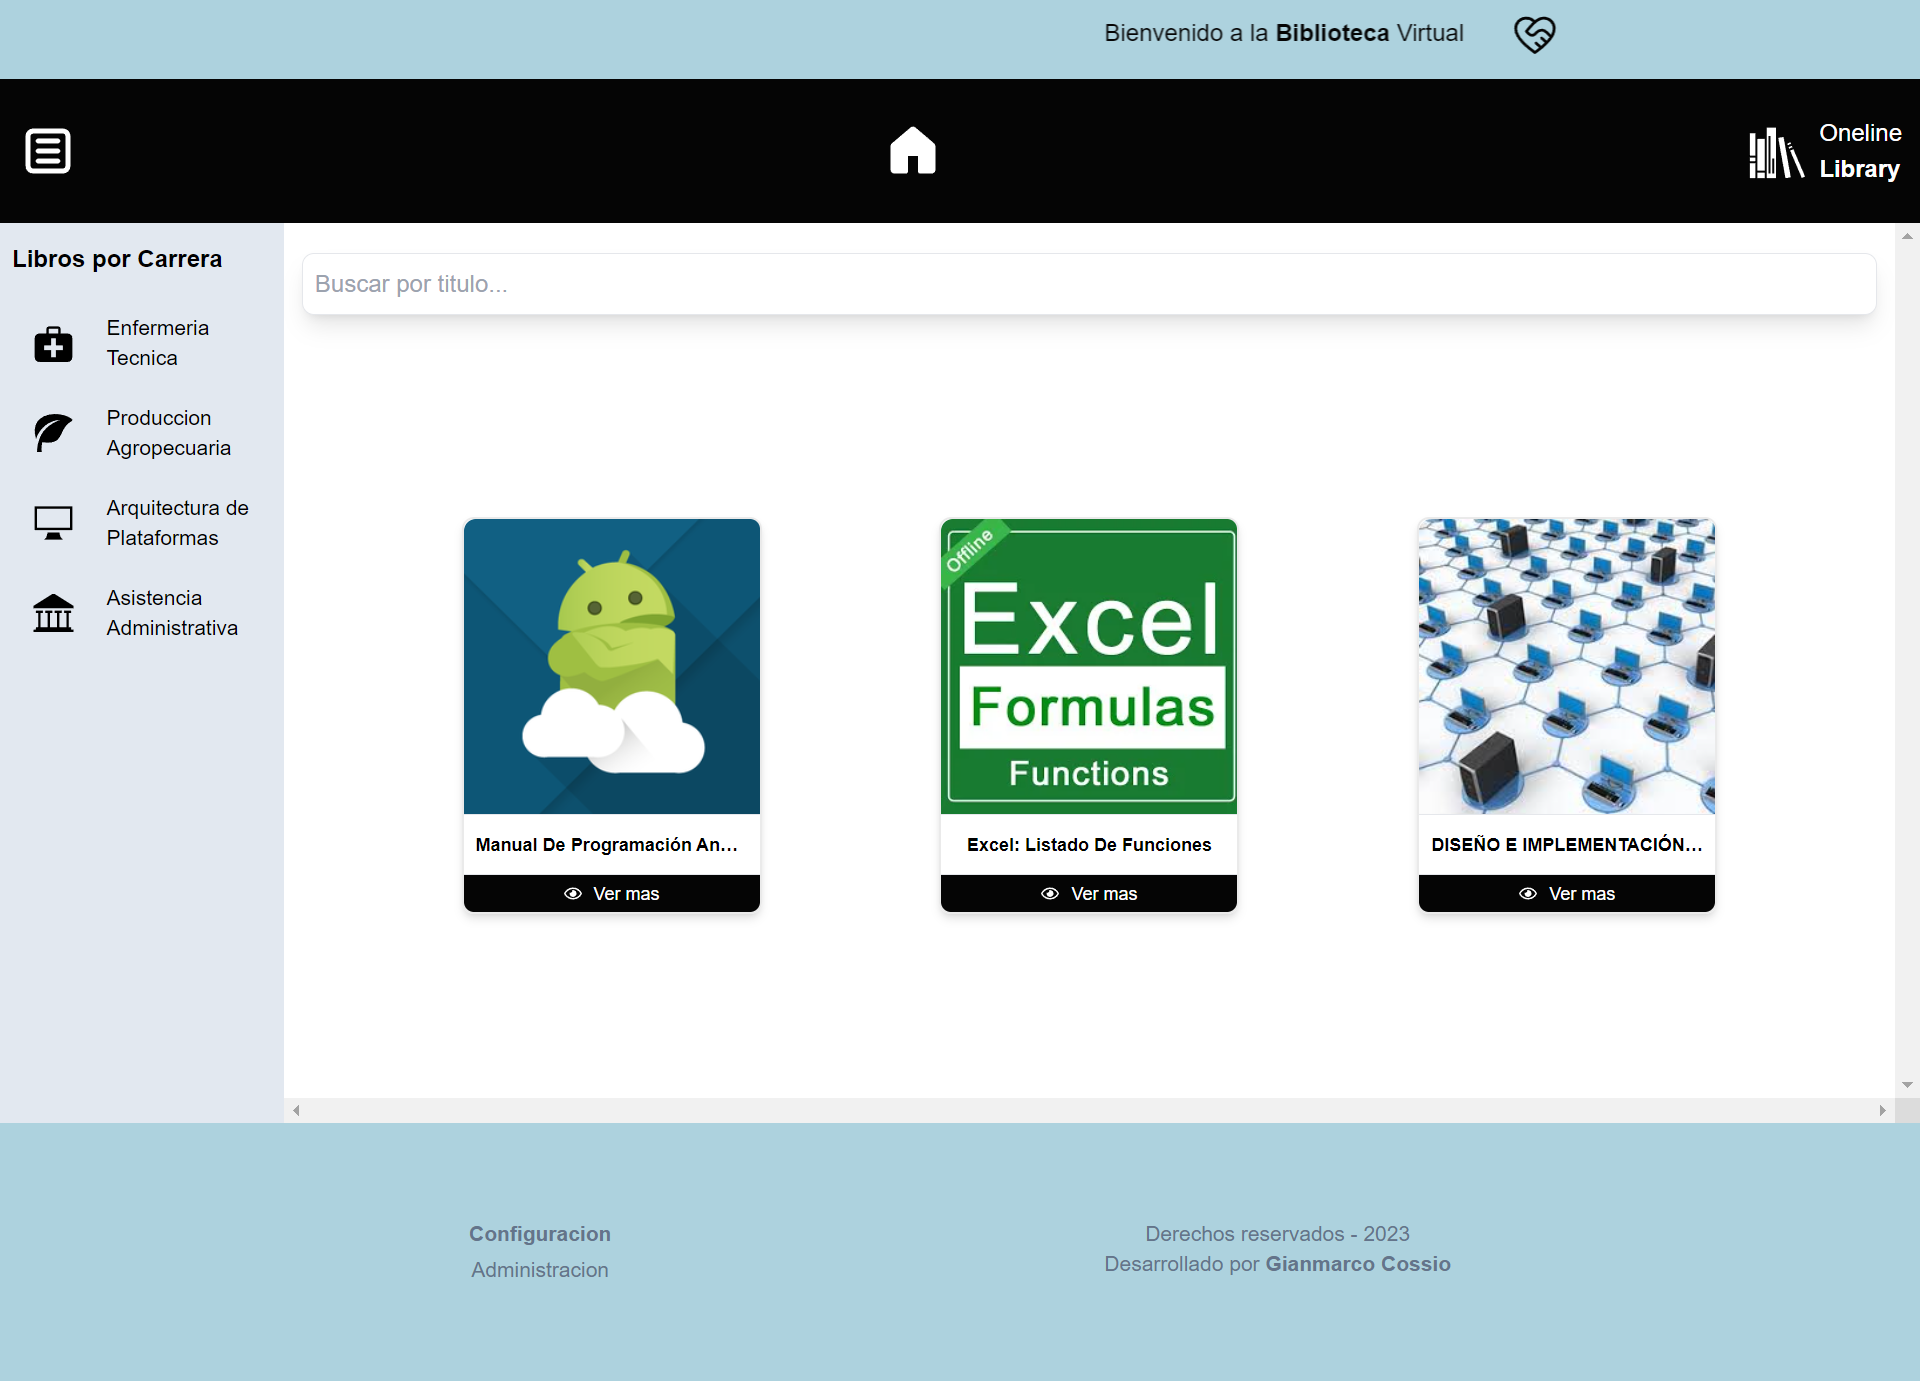 Bienvenido a la Biblioteca Virtual
Oneline
Library
Libros por Carrera
Enfermeria
Tecnica
Produccion
Agropecuaria
Arquitectura de
Plataformas
Asistencia
Administrativa
Buscar por titulo...
Manual De Programación An...
Ver mas
Offline
Excel
Formulas
Functions
Excel: Listado De Funciones
Ver mas
DISEÑO E IMPLEMENTACIÓN...
Ver mas
Configuracion
Administracion
Derechos reservados - 2023
Desarrollado por Gianmarco Cossio